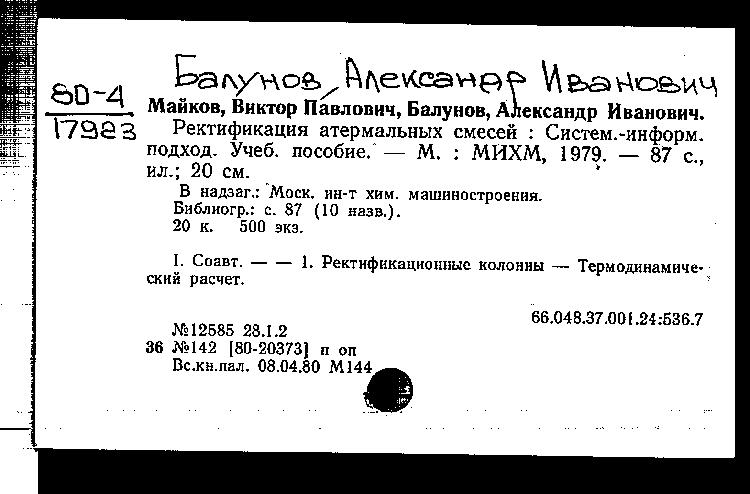 Балунов, Александр Иванович
80-4
17983
Майков, Виктор Павлович, Балунов, Александр Иванович.
Ректификация атермальных смесей : Систем.-информ.
подход. Учеб. пособие. — М. : МИХМ, 1979. — 87 с.,
ил.; 20 см.
В надзаг.: Моск. ин-т хим. машиностроения.
Библиогр.: с. 87 (10 назв.).
20 к. 500 экз.
I. Соавт. — — 1. Ректификационные колонны — Термодинамиче-
ский расчет.
66.048.37.001.24:536.7
№12585 28.1.2
36 №142 [80-20373] п оп
Вс.кн.пал. 08.04.80 М144